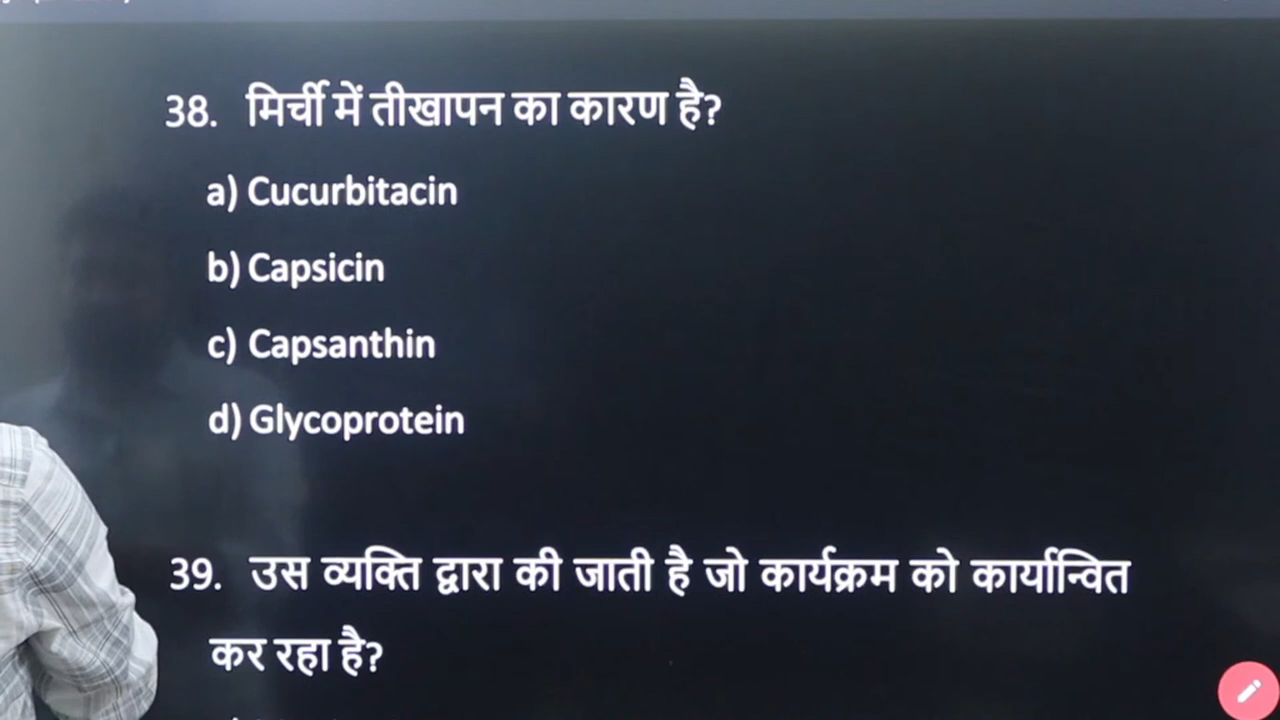 38. मिर्ची में तीखापन का कारण है?
a) Cucurbitacin
b) Capsicin
c) Capsanthin
d) Glycoprotein
39. उस व्यक्ति द्वारा की जाती है जो कार्यक्रम को कार्यान्वित
कर रहा है?